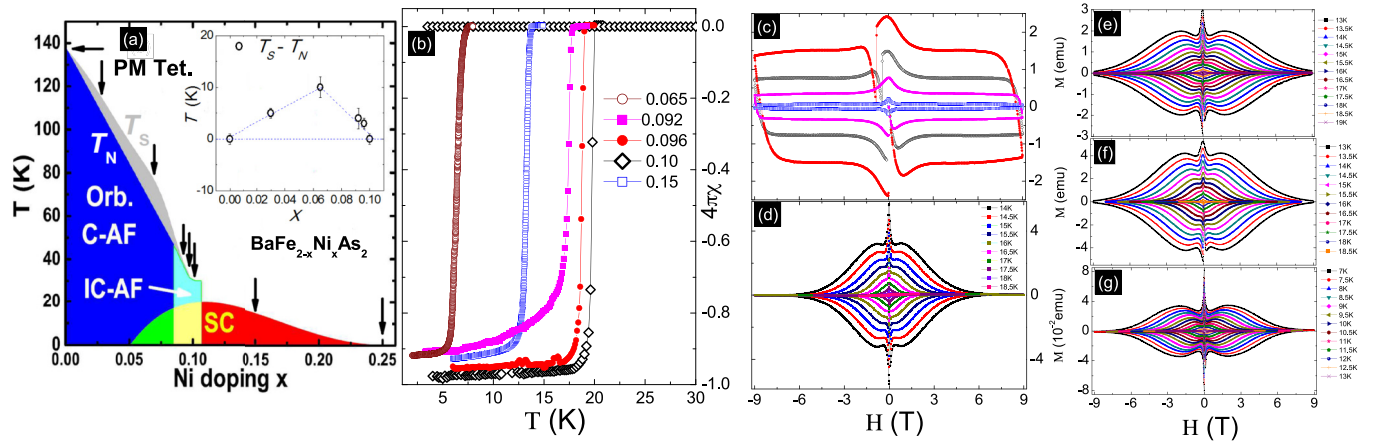 (a)
T_S - T_N
PM Tet.
T_S
T_N
Orb.
C-AF
IC-AF
SC
BaFe2-xNixAs2
T (K)
140
120
100
80
60
40
20
0
0.00 0.05 0.10 0.15 0.20 0.25
Ni doping x
T (K)
20
10
0
-10
0.00 0.02 0.04 0.06 0.08 0.10
X
(b)
0.065
0.092
0.096
0.10
0.15
0.0
-0.2
-0.4
-0.6
-0.8
-1.0
4πχ
5 10 15 20 25 30
T (K)
(c)
2
1
0
-1
-2
M (emu)
(d)
14K
14.5K
15K
15.5K
16K
16.5K
17K
17.5K
18K
18.5K
4
0
-4
M (10-2 emu)
-9 -6 -3 0 3 6 9
H (T)
(e)
13K
13.5K
14K
14.5K
15K
15.5K
16K
16.5K
17K
17.5K
18K
18.5K
19K
3
2
1
0
-1
-2
-3
M (emu)
(f)
13K
13.5K
14K
14.5K
15K
15.5K
16K
16.5K
17K
17.5K
18K
18.5K
4
2
0
-2
-4
(g)
7K
7.5K
8K
8.5K
9K
9.5K
10K
10.5K
11K
11.5K
12K
12.5K
13K
8
4
0
-4
-8
-9 -6 -3 0 3 6 9
H (T)